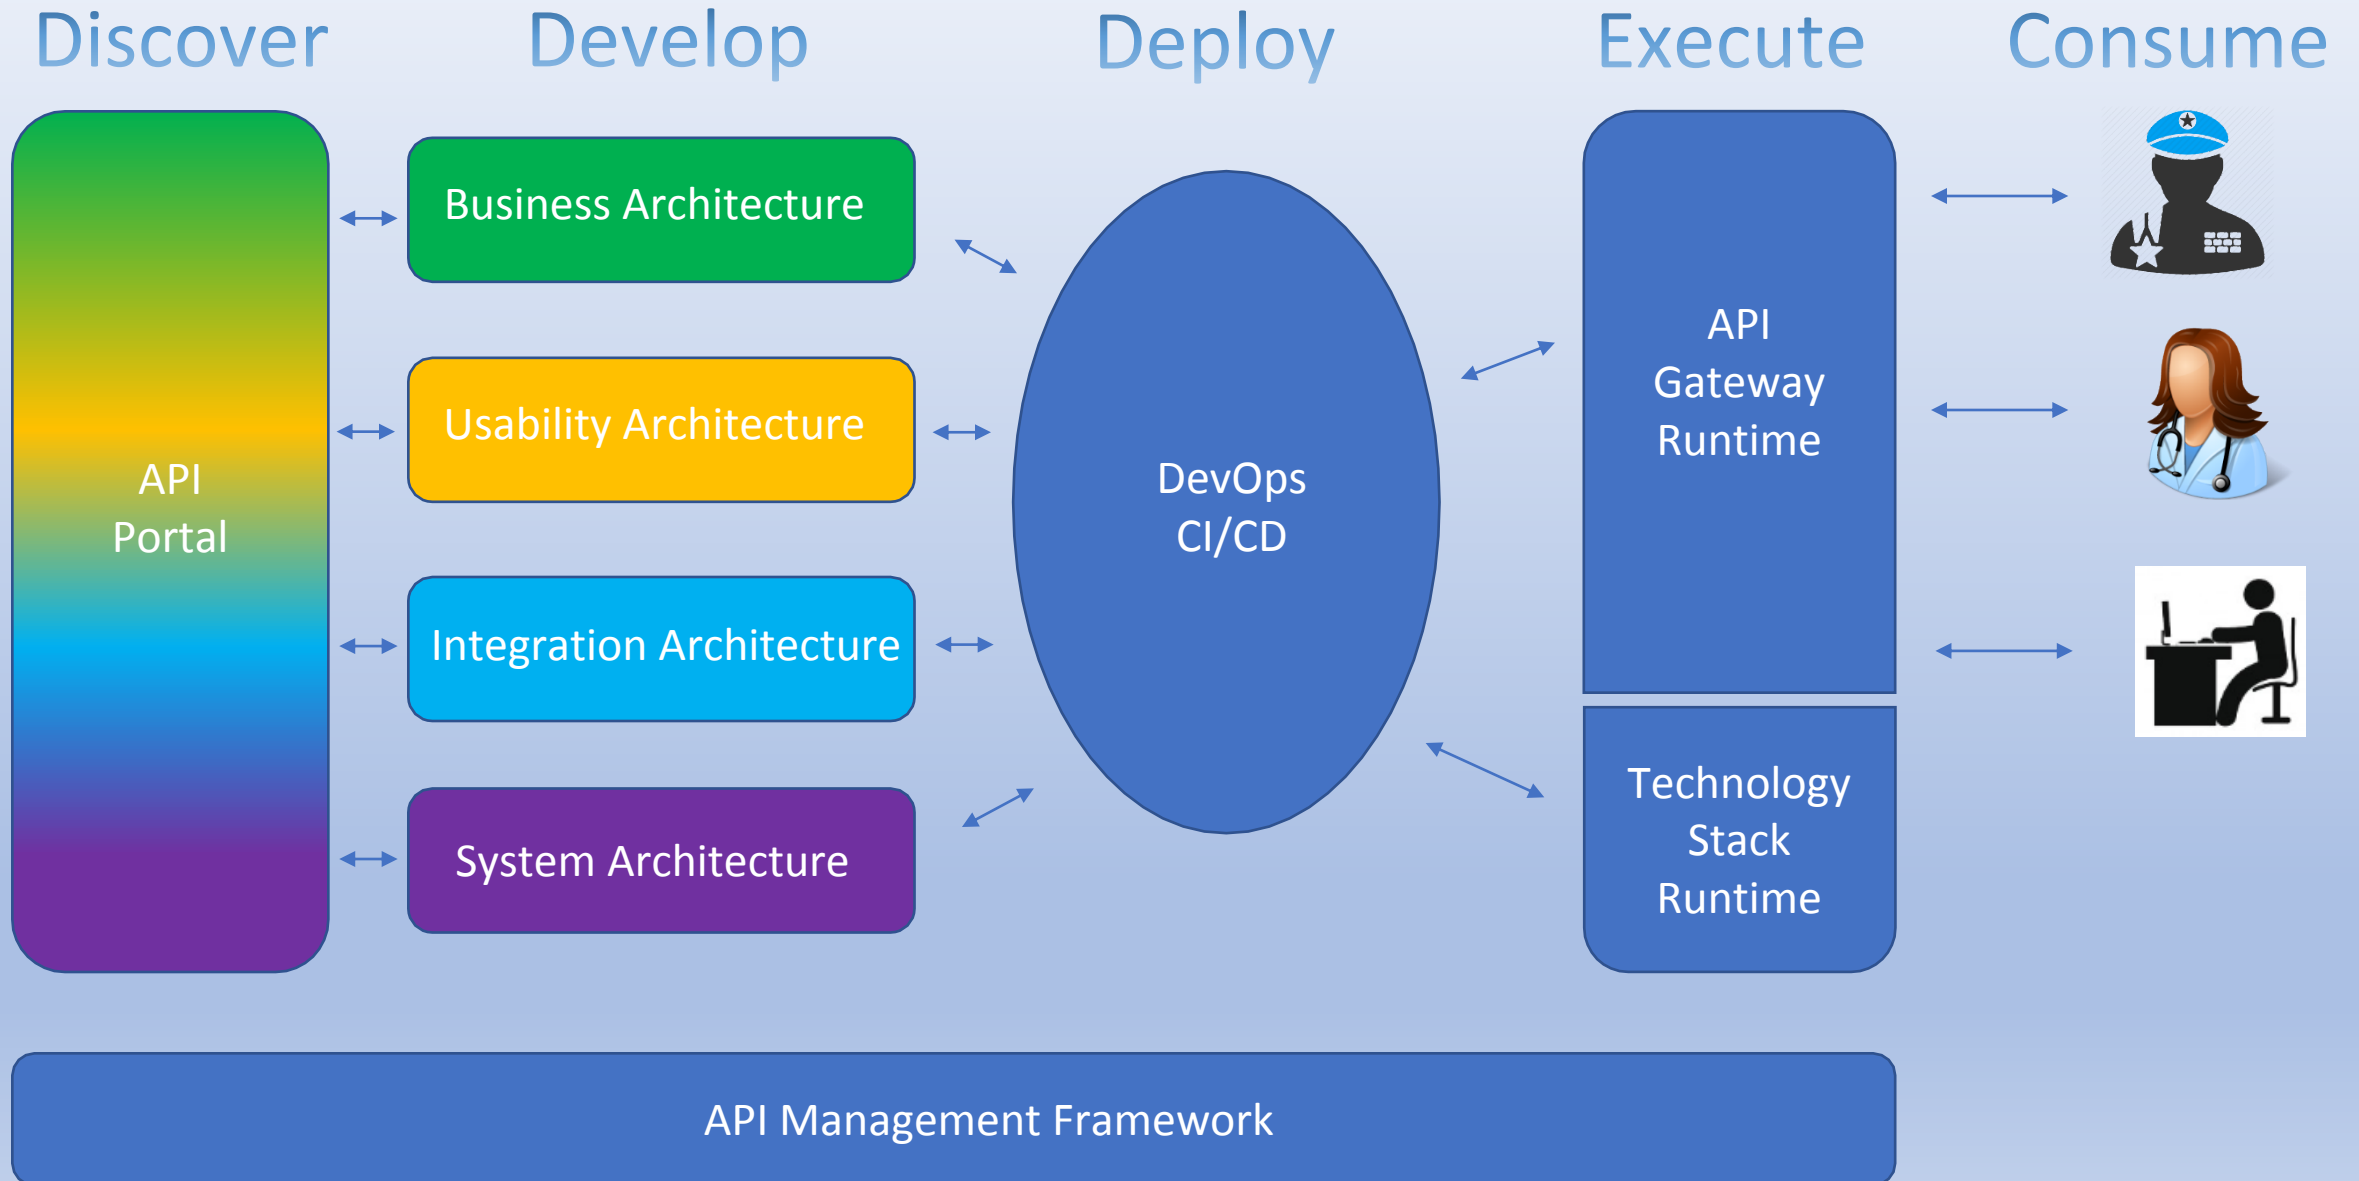 Discover
Develop
Deploy
Execute
Consume
API
Portal
Business Architecture
Usability Architecture
Integration Architecture
System Architecture
DevOps
CI/CD
API
Gateway
Runtime
Technology
Stack
Runtime
API Management Framework